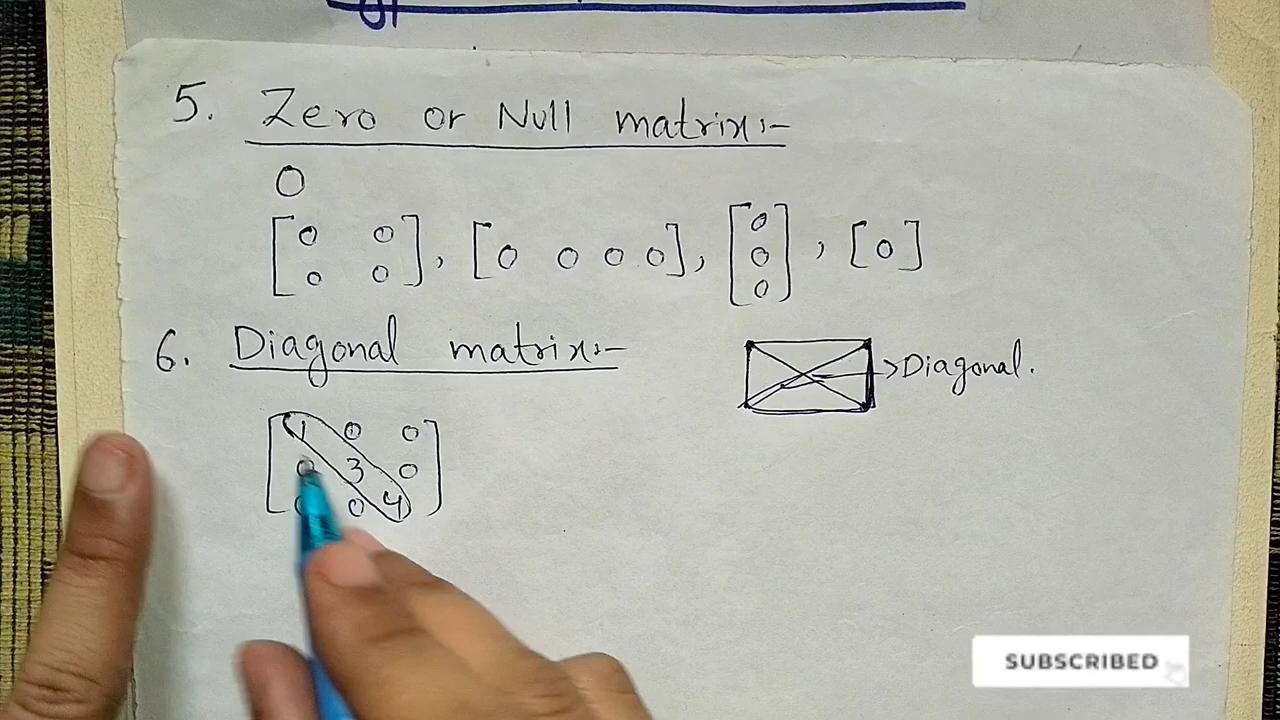 5. Zero or Null matrix:-
0
[0 0
0 0], [0 0 0 0], [0
0
0], [0]
6. Diagonal matrix:-
Diagonal.
[1 0 0
0 3 0
0 0 4]
SUBSCRIBED